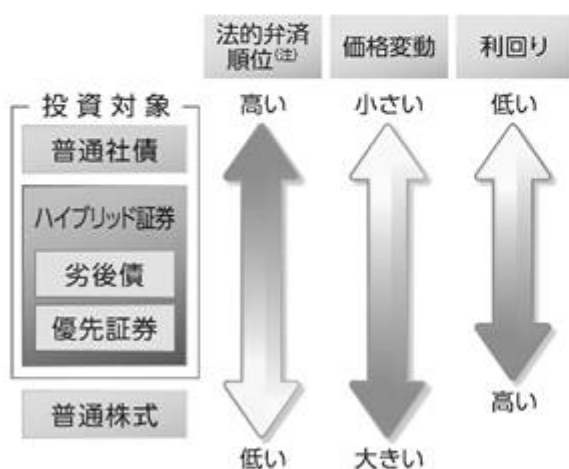 法的弁済
順位(注)
価格変動
利回り
高い
小さい
低い
投資対象
普通社債
ハイブリッド証券
劣後債
優先証券
普通株式
高い
低い
大きい